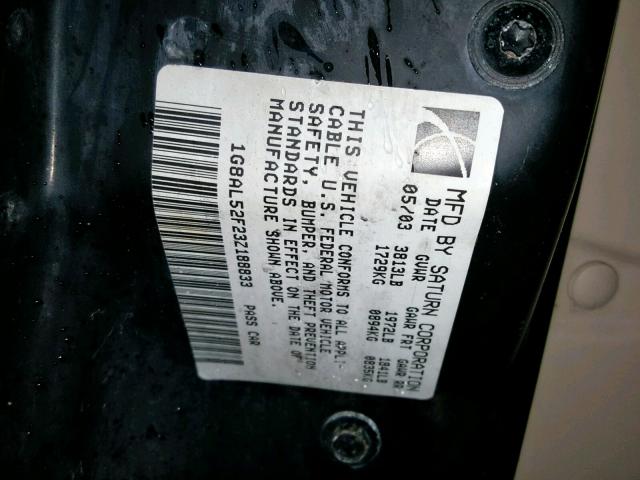 MFD BY SATURN CORPORATION
DATE GVWR GAWR FRT GAWR RR
05/03 3813LB 1972LB 1841LB
1729KG 0894KG 0835KG
THIS VEHICLE CONFORMS TO ALL APPLI-
CABLE U.S. FEDERAL MOTOR VEHICLE
SAFETY, BUMPER, AND THEFT PREVENTION
STANDARDS IN EFFECT ON THE DATE OF
MANUFACTURE SHOWN ABOVE.
1G8AL52F23Z188833 PASS CAR